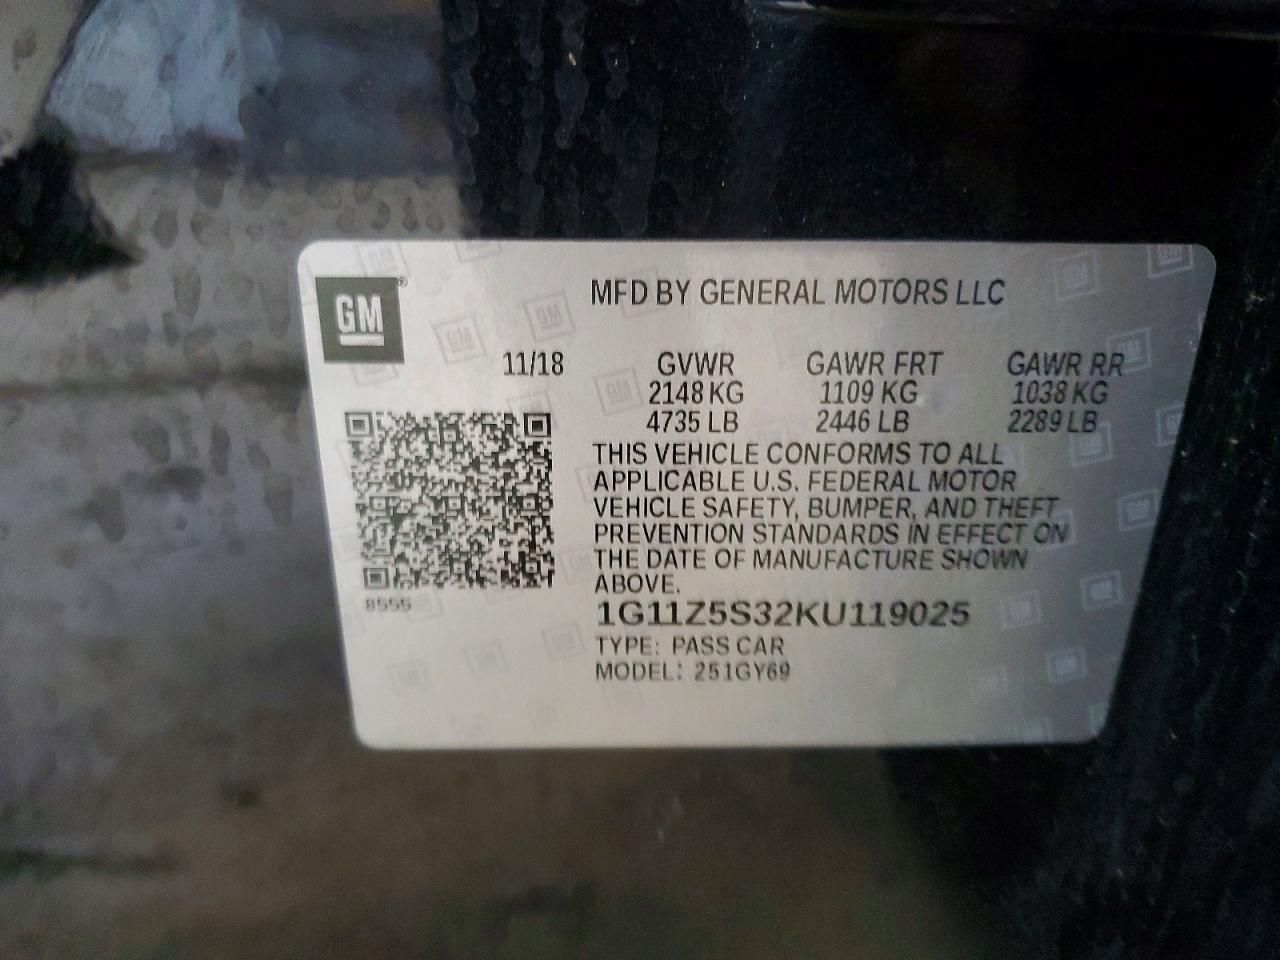 GM®
MFD BY GENERAL MOTORS LLC
11/18 GVWR GAWR FRT GAWR RR
2148 KG 1109 KG 1038 KG
4735 LB 2446 LB 2289 LB
THIS VEHICLE CONFORMS TO ALL
APPLICABLE U.S. FEDERAL MOTOR
VEHICLE SAFETY, BUMPER, AND THEFT
PREVENTION STANDARDS IN EFFECT ON
THE DATE OF MANUFACTURE SHOWN
ABOVE.
8555
1G11Z5S32KU119025
TYPE: PASS CAR
MODEL: 251GY69